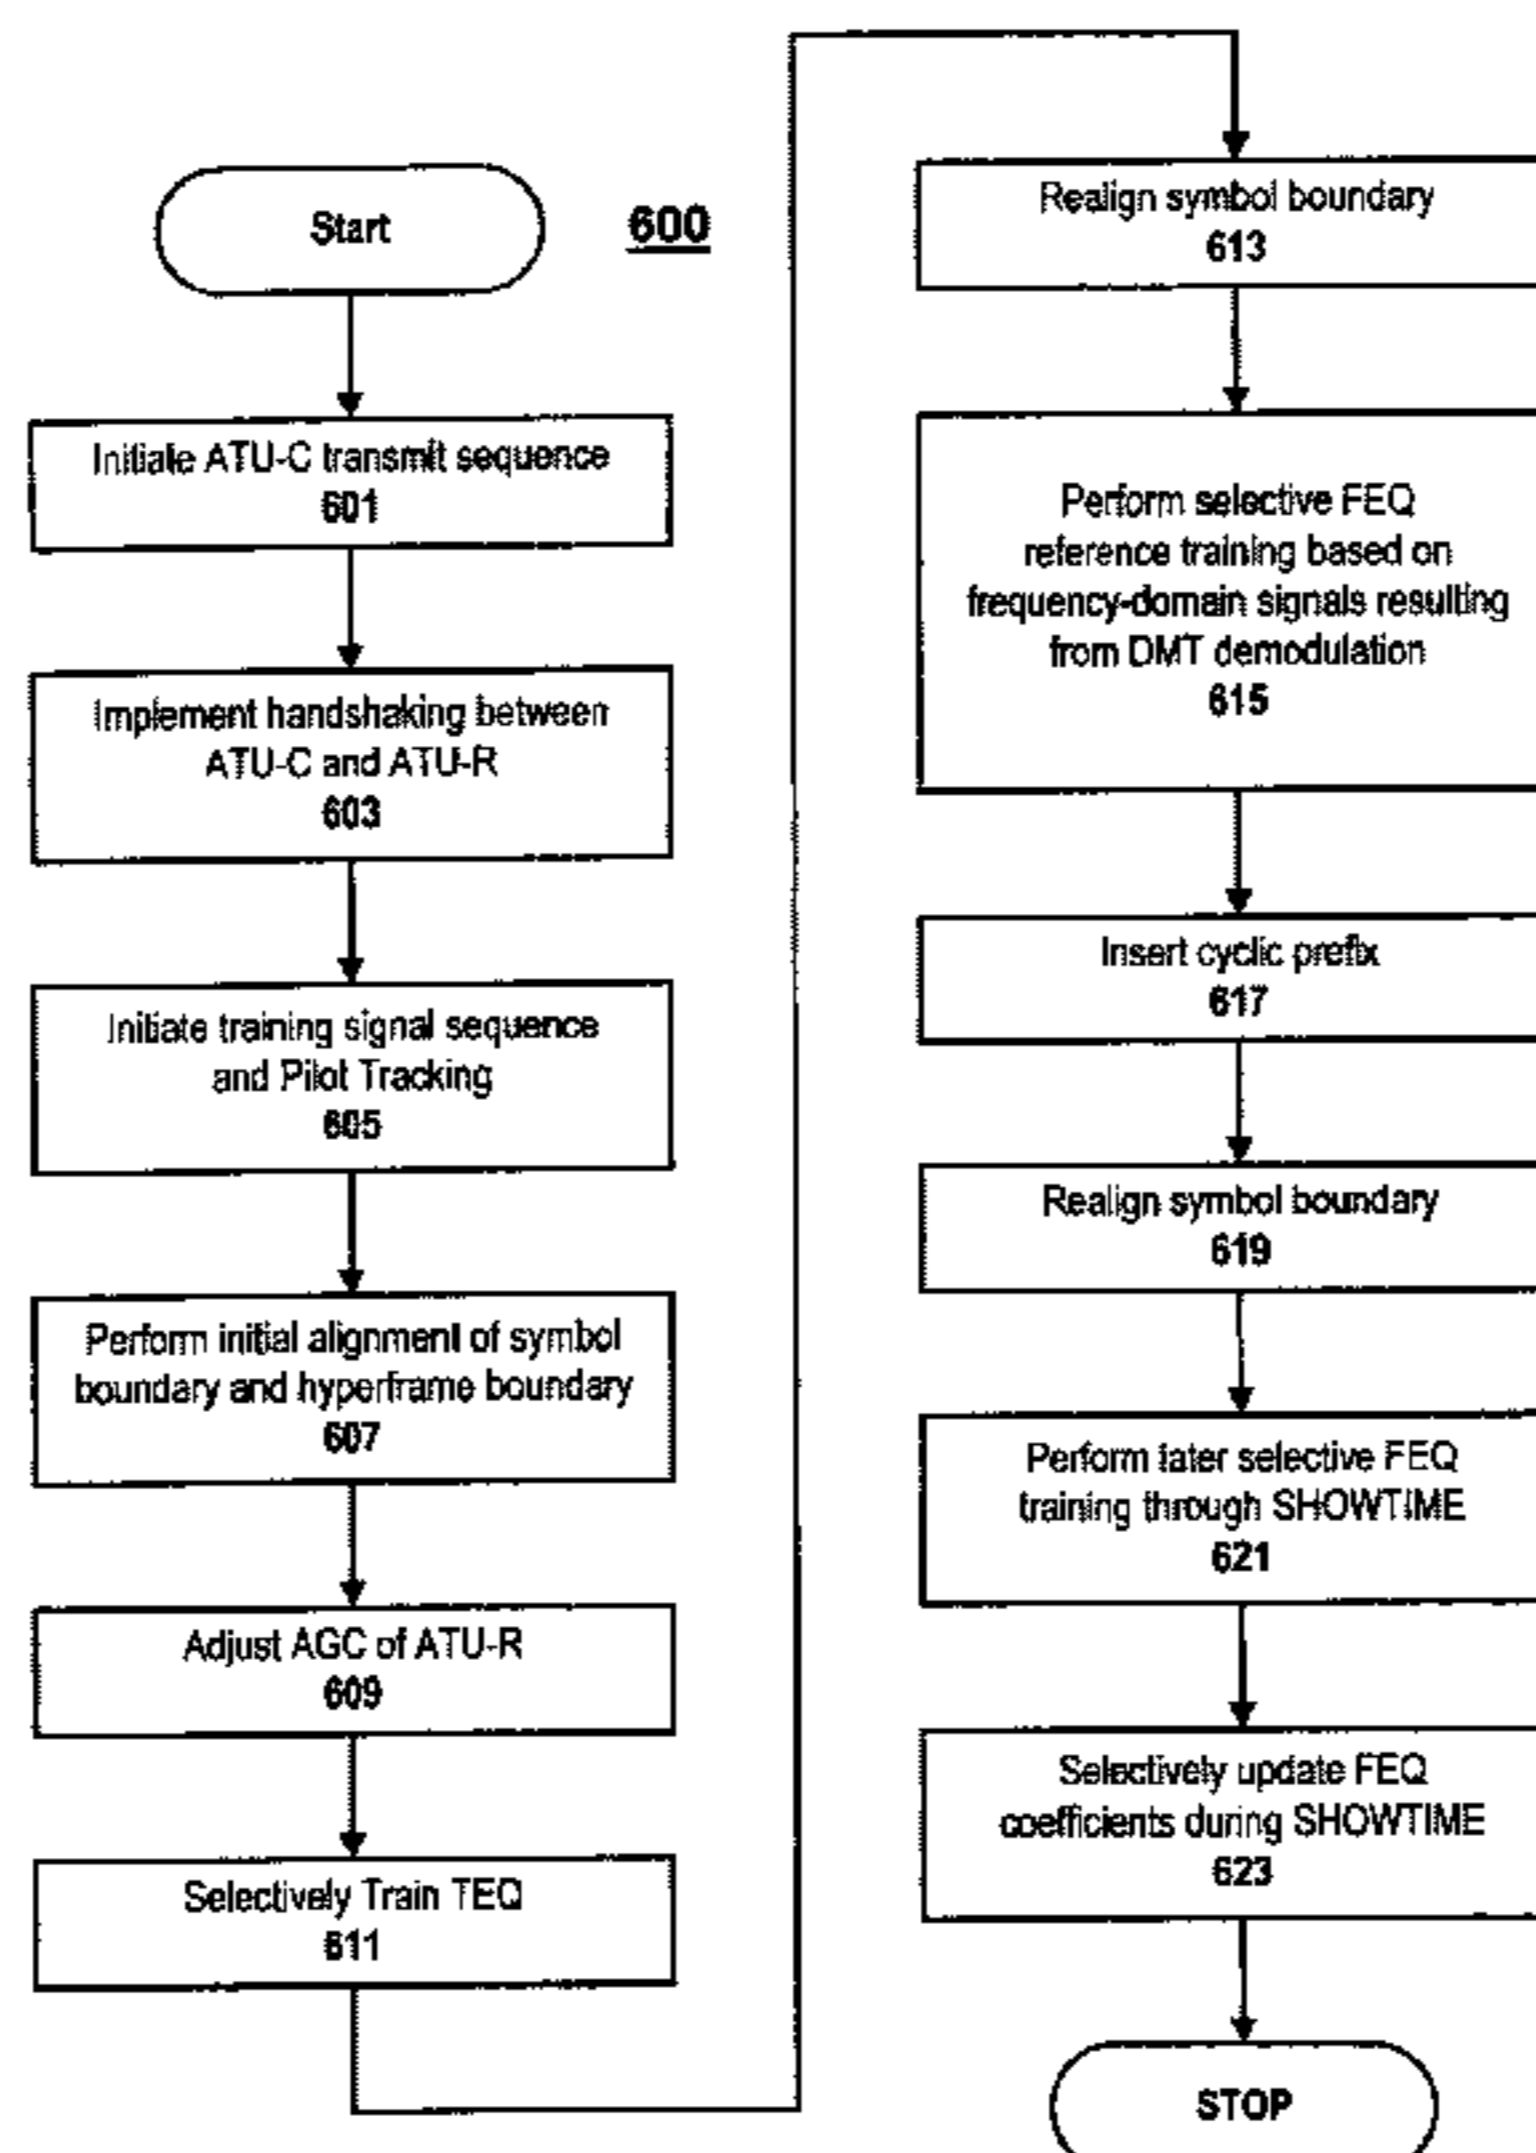 Start
600
Initiate ATU-C transmit sequence
601
Implement handshaking between
ATU-C and ATU-R
603
Initiate training signal sequence
and Pilot Tracking
605
Perform initial alignment of symbol
boundary and hyperframe boundary
607
Adjust AGC of ATU-R
609
Selectively Train TEQ
611
Realign symbol boundary
613
Perform selective FEQ
reference training based on
frequency-domain signals resulting
from DMT demodulation
615
Insert cyclic prefix
617
Realign symbol boundary
619
Perform later selective FEQ
training through SHOWTIME
621
Selectively update FEQ
coefficients during SHOWTIME
623
STOP